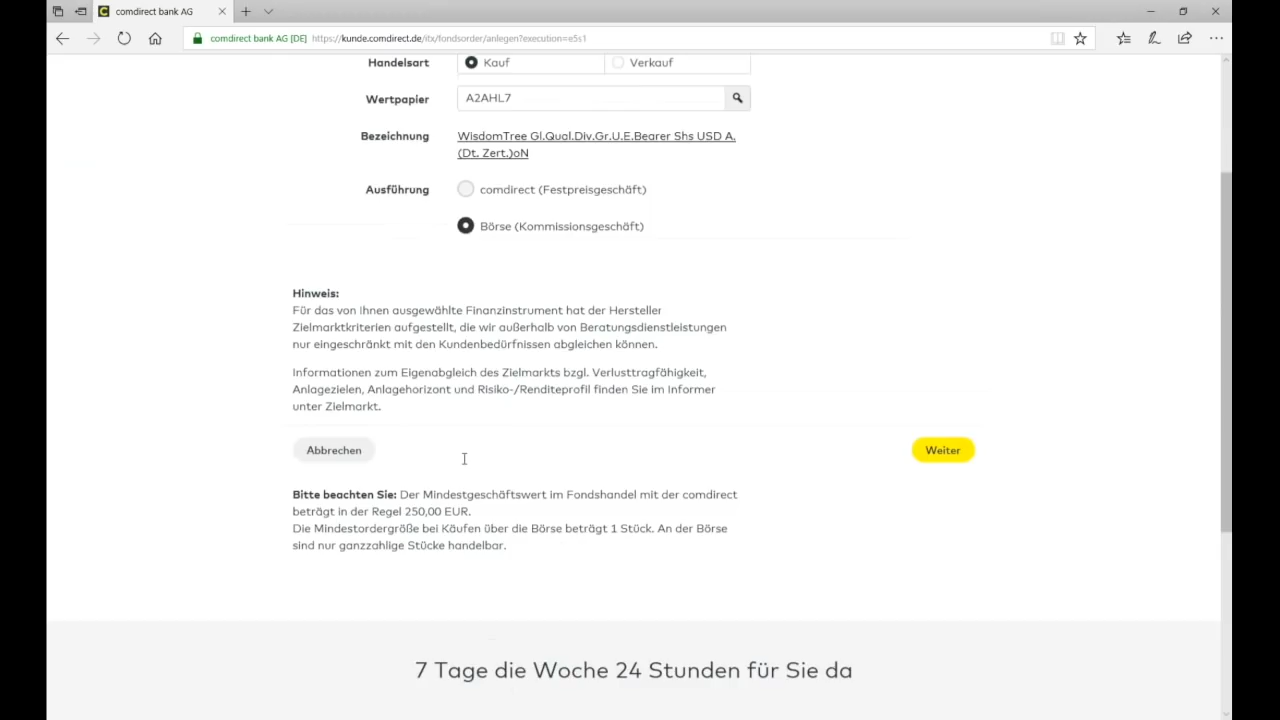 comdirect bank AG
comdirect bank AG [DE] https://kunde.comdirect.de/itx/fondsorder/anlegen?execution=e5s1
Handelsart Kauf Verkauf
Wertpapier A2AHL7
Bezeichnung WisdomTree Gl.Qual.Div.Gr.U.E.Bearer Shs USD A.
(Dt. Zert.)oN
Ausführung comdirect (Festpreisgeschäft)
Börse (Kommissionsgeschäft)
Hinweis:
Für das von Ihnen ausgewählte Finanzinstrument hat der Hersteller
Zielmarktkriterien aufgestellt, die wir außerhalb von Beratungsdienstleistungen
nur eingeschränkt mit den Kundenbedürfnissen abgleichen können.
Informationen zum Eigenabgleich des Zielmarkts bzgl. Verlusttragfähigkeit,
Anlagezielen, Anlagehorizont und Risiko-/Renditeprofil finden Sie im Informer
unter Zielmarkt.
Abbrechen Weiter
Bitte beachten Sie: Der Mindestgeschäftswert im Fondshandel mit der comdirect
beträgt in der Regel 250,00 EUR.
Die Mindestordergröße bei Käufen über die Börse beträgt 1 Stück. An der Börse
sind nur ganzzahlige Stücke handelbar.
7 Tage die Woche 24 Stunden für Sie da